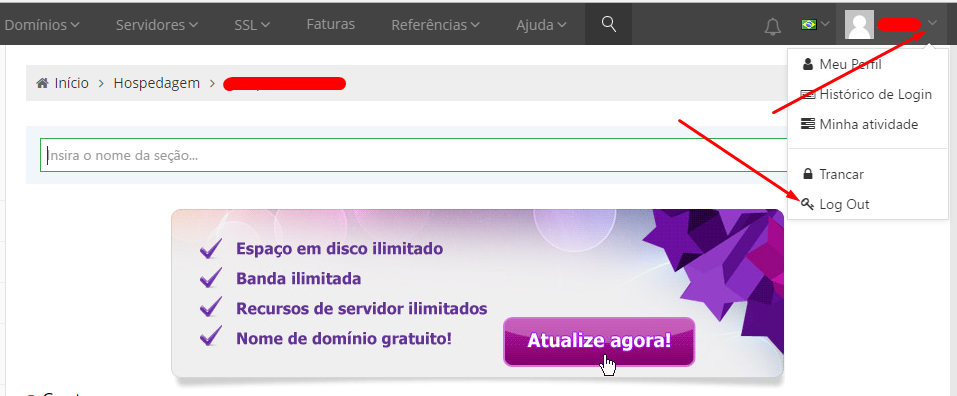 Domínios Servidores SSL Faturas Referências Ajuda
Meu Perfil
Início Hospedagem
Histórico de Login
Minha atividade
Insira o nome da seção...
Trancar
Log Out
Espaço em disco ilimitado
Banda ilimitada
Recursos de servidor ilimitados
Nome de domínio gratuito!
Atualize agora!